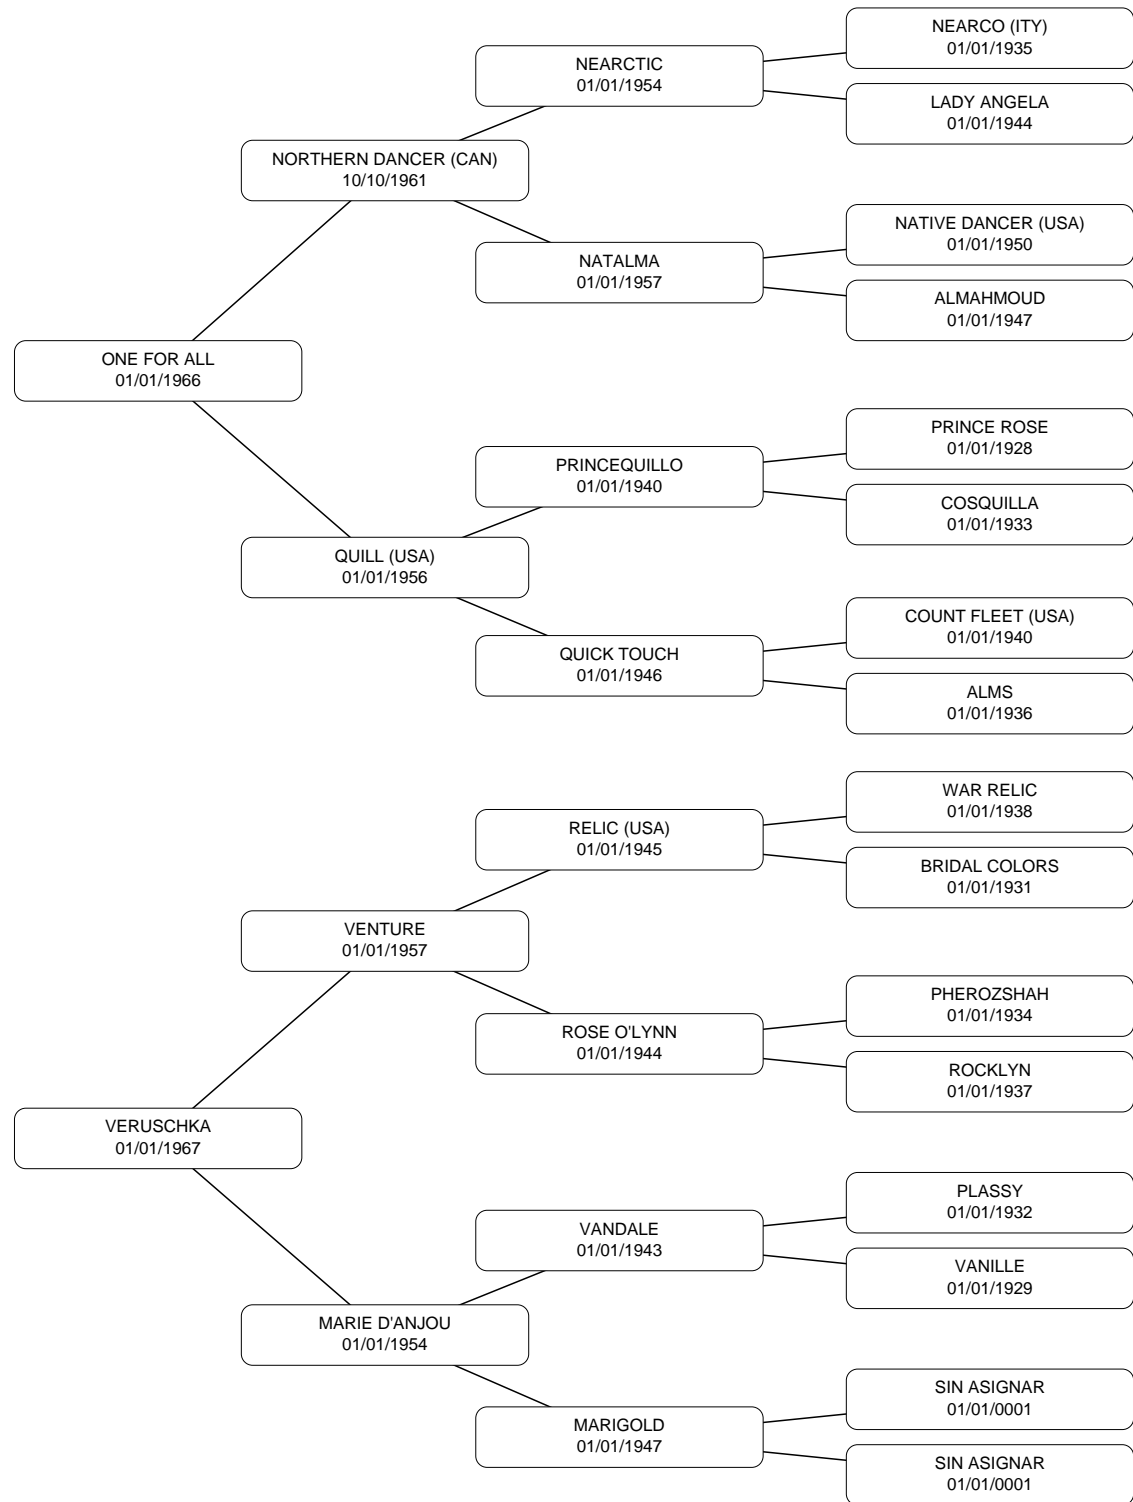 NEARCO (ITY)
01/01/1935
NEARCTIC
01/01/1954
LADY ANGELA
01/01/1944
NORTHERN DANCER (CAN)
10/10/1961
NATIVE DANCER (USA)
01/01/1950
NATALMA
01/01/1957
ALMAHMOUD
01/01/1947
ONE FOR ALL
01/01/1966
PRINCE ROSE
01/01/1928
PRINCEQUILLO
01/01/1940
COSQUILLA
01/01/1933
QUILL (USA)
01/01/1956
COUNT FLEET (USA)
01/01/1940
QUICK TOUCH
01/01/1946
ALMS
01/01/1936
WAR RELIC
01/01/1938
RELIC (USA)
01/01/1945
BRIDAL COLORS
01/01/1931
VENTURE
01/01/1957
PHEROZSHAH
01/01/1934
ROSE O'LYNN
01/01/1944
ROCKLYN
01/01/1937
VERUSCHKA
01/01/1967
PLASSY
01/01/1932
VANDALE
01/01/1943
VANILLE
01/01/1929
MARIE D'ANJOU
01/01/1954
SIN ASIGNAR
01/01/0001
MARIGOLD
01/01/1947
SIN ASIGNAR
01/01/0001